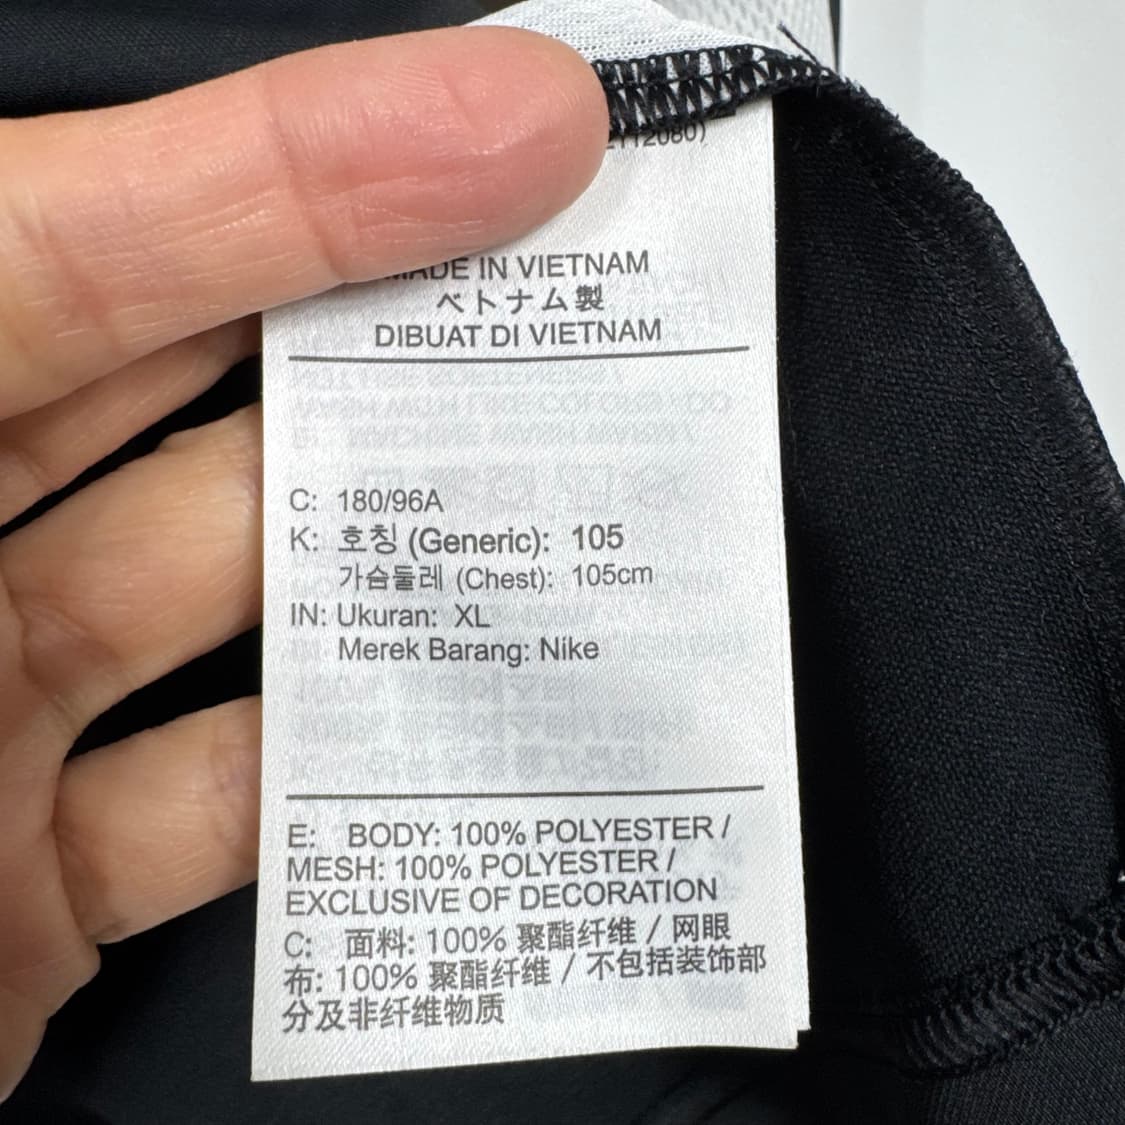 MADE IN VIETNAM
ベトナム製
DIBUAT DI VIETNAM
C: 180/96A
K: 호칭 (Generic): 105
가슴둘레 (Chest): 105cm
IN: Ukuran: XL
Merek Barang: Nike
E: BODY: 100% POLYESTER /
MESH: 100% POLYESTER /
EXCLUSIVE OF DECORATION
C: 面料: 100% 聚酯纤维 / 网眼
布: 100% 聚酯纤维 / 不包括装饰部
分及非纤维物质